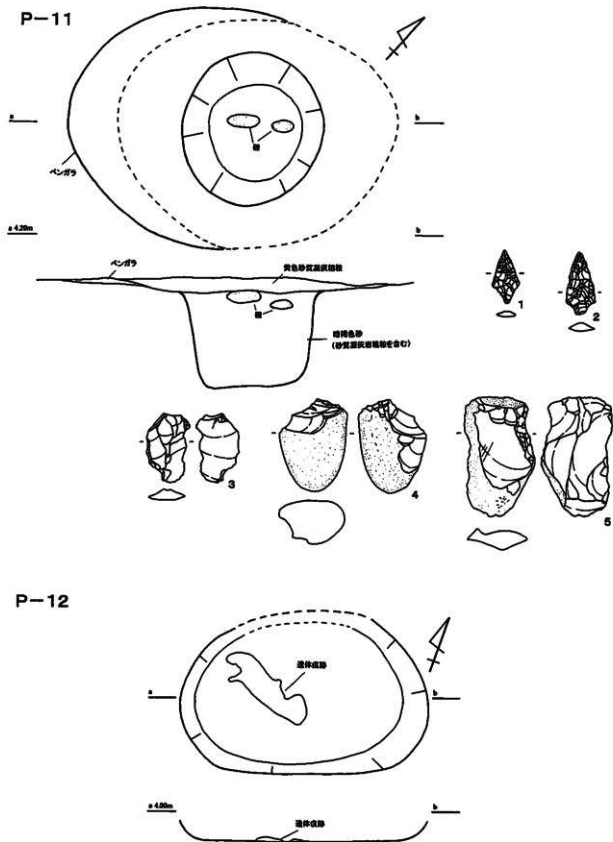 P-11
a
b
ベンガラ
礫
a 4.20m
b
ベンガラ
黄色砂質凝灰岩粗粒
礫
暗褐色砂
(砂質凝灰岩粗粒を含む)
1
2
3
4
5
P-12
遺体痕跡
a
b
a 4.00m
b
遺体痕跡